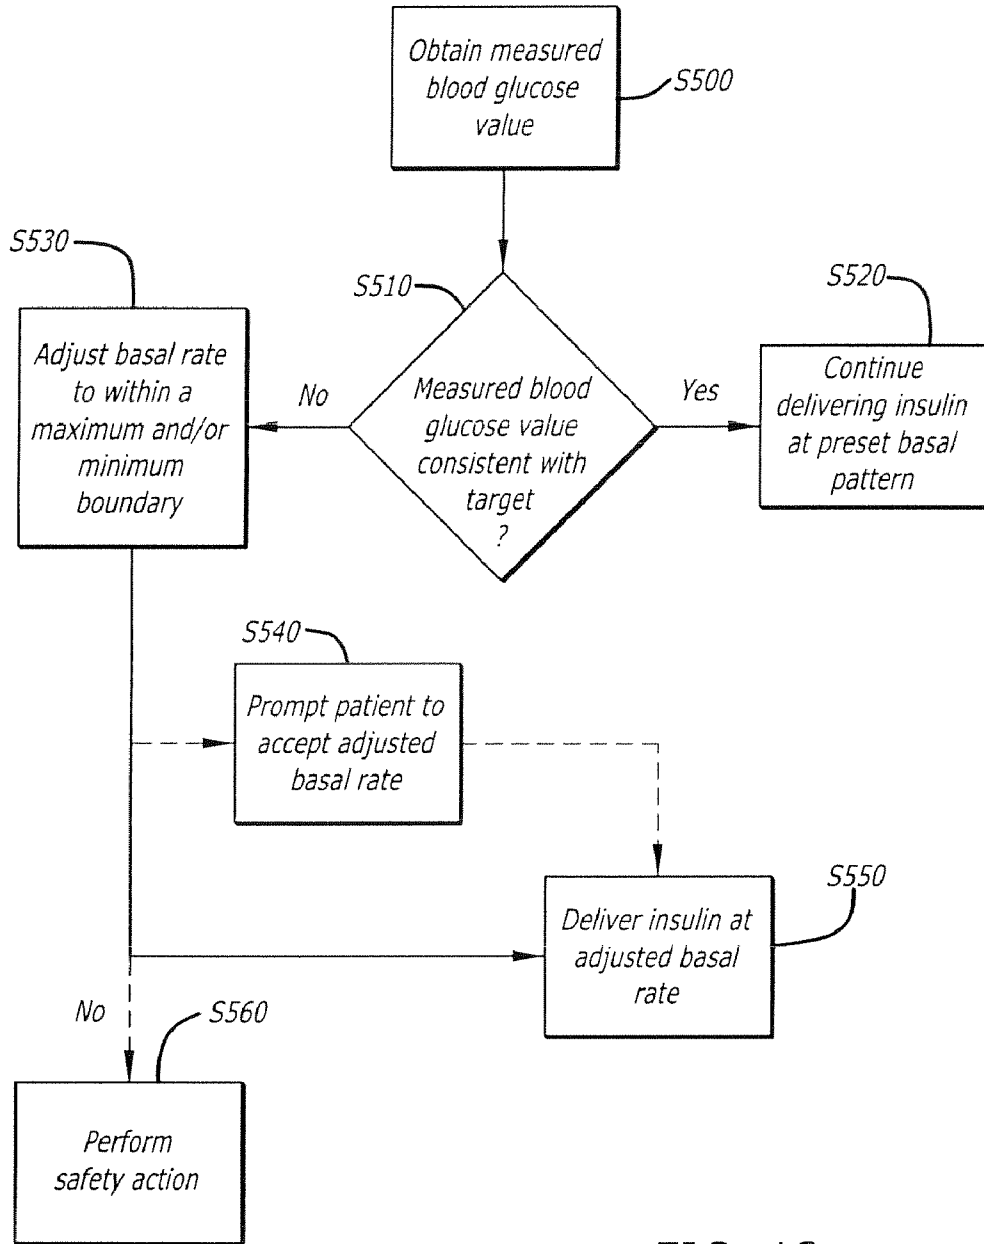 Obtain measured
blood glucose
value
S500
S530
S510
S520
Adjust basal rate
to within a
maximum and/or
minimum
boundary
No
Measured blood
glucose value
consistent with
target
?
Yes
Continue
delivering insulin
at preset basal
pattern
S540
Prompt patient to
accept adjusted
basal rate
S550
Deliver insulin at
adjusted basal
rate
No
S560
Perform
safety action